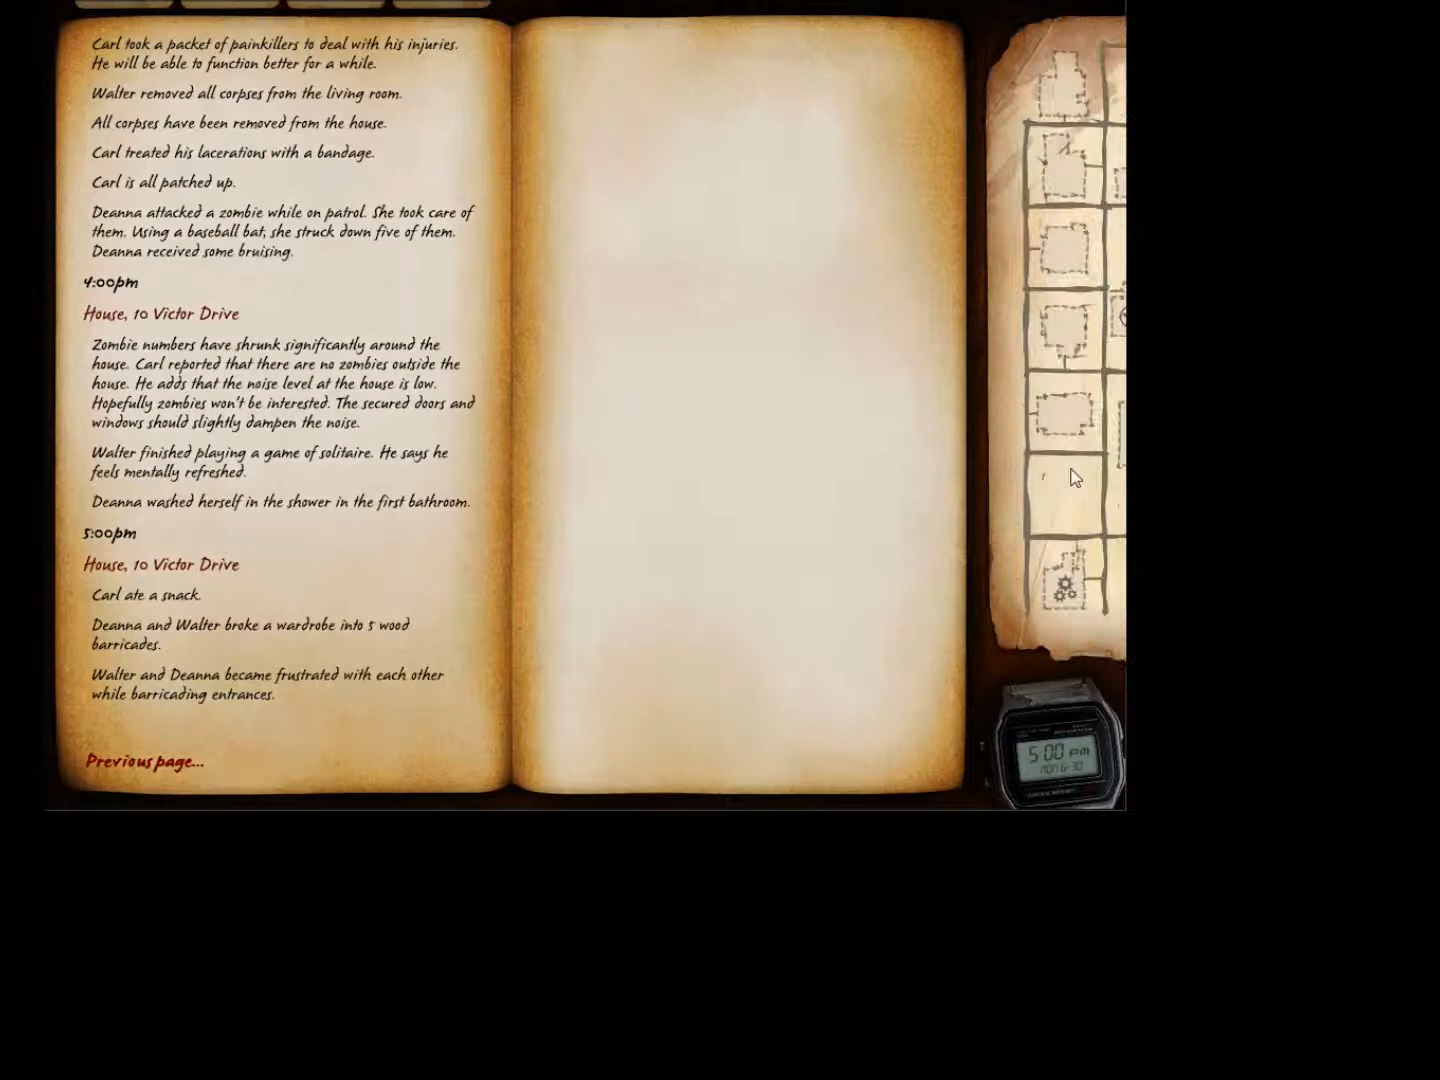 Carl took a packet of painkillers to deal with his injuries.
He will be able to function better for a while.
Walter removed all corpses from the living room.
All corpses have been removed from the house.
Carl treated his lacerations with a bandage.
Carl is all patched up.
Deanna attacked a zombie while on patrol. She took care of
them. Using a baseball bat, she struck down five of them.
Deanna received some bruising.
4:00pm
House, 10 Victor Drive
Zombie numbers have shrunk significantly around the
house. Carl reported that there are no zombies outside the
house. He adds that the noise level at the house is low.
Hopefully zombies won't be interested. The secured doors and
windows should slightly dampen the noise.
Walter finished playing a game of solitaire. He says he
feels mentally refreshed.
Deanna washed herself in the shower in the first bathroom.
5:00pm
House, 10 Victor Drive
Carl ate a snack.
Deanna and Walter broke a wardrobe into 5 wood
barricades.
Walter and Deanna became frustrated with each other
while barricading entrances.
Previous page...
5:00 PM
MON 6 30